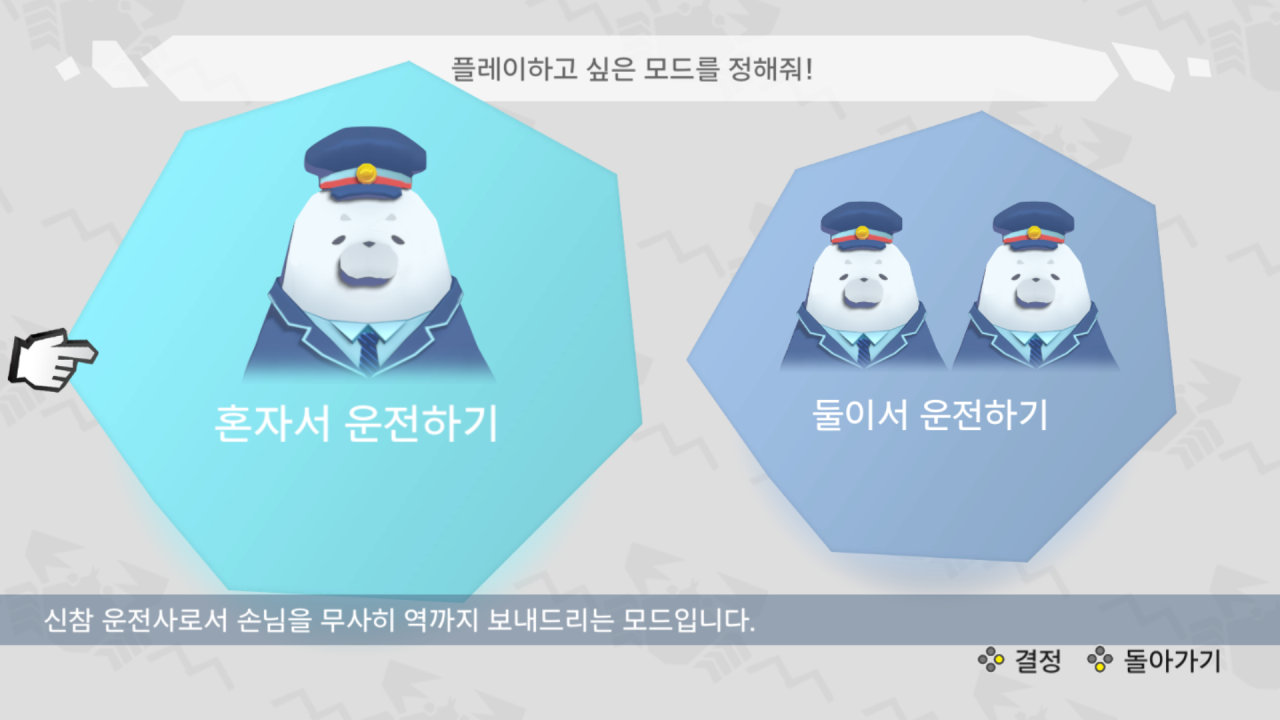 플레이하고 싶은 모드를 정해줘!
혼자서 운전하기
둘이서 운전하기
신참 운전사로서 손님을 무사히 역까지 보내드리는 모드입니다.
결정 돌아가기